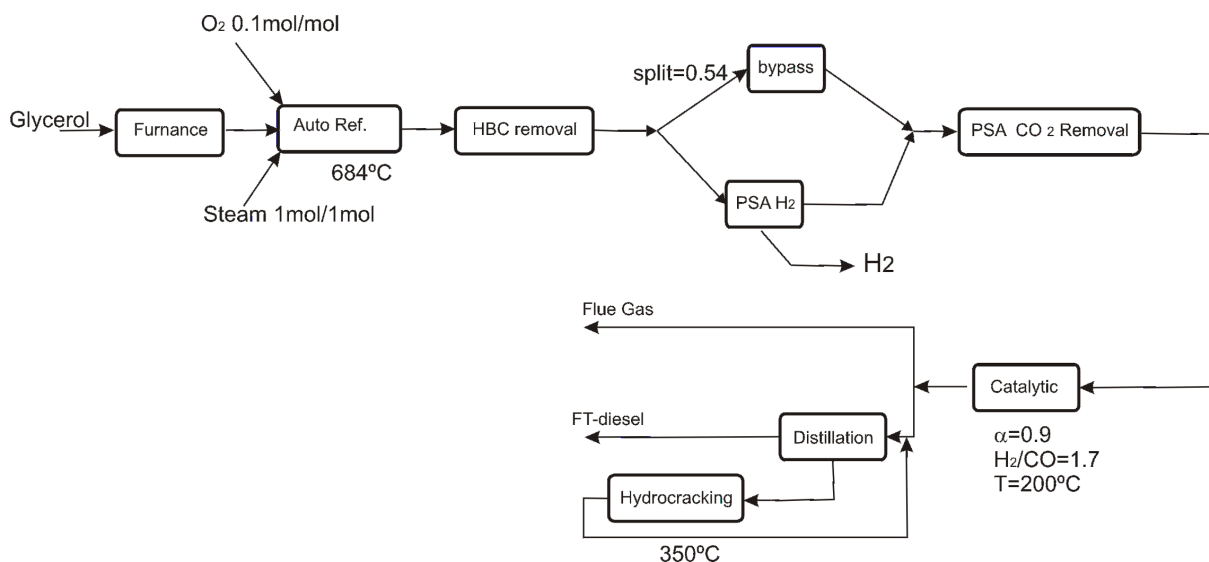 O₂ 0.1mol/mol
split=0.54
bypass
Glycerol
Furnance
Auto Ref.
HBC removal
PSA CO₂ Removal
684ºC
Steam 1mol/1mol
PSA H₂
H₂
Flue Gas
Catalytic
FT-diesel
Distillation
α=0.9
H₂/CO=1.7
T=200ºC
Hydrocracking
350ºC